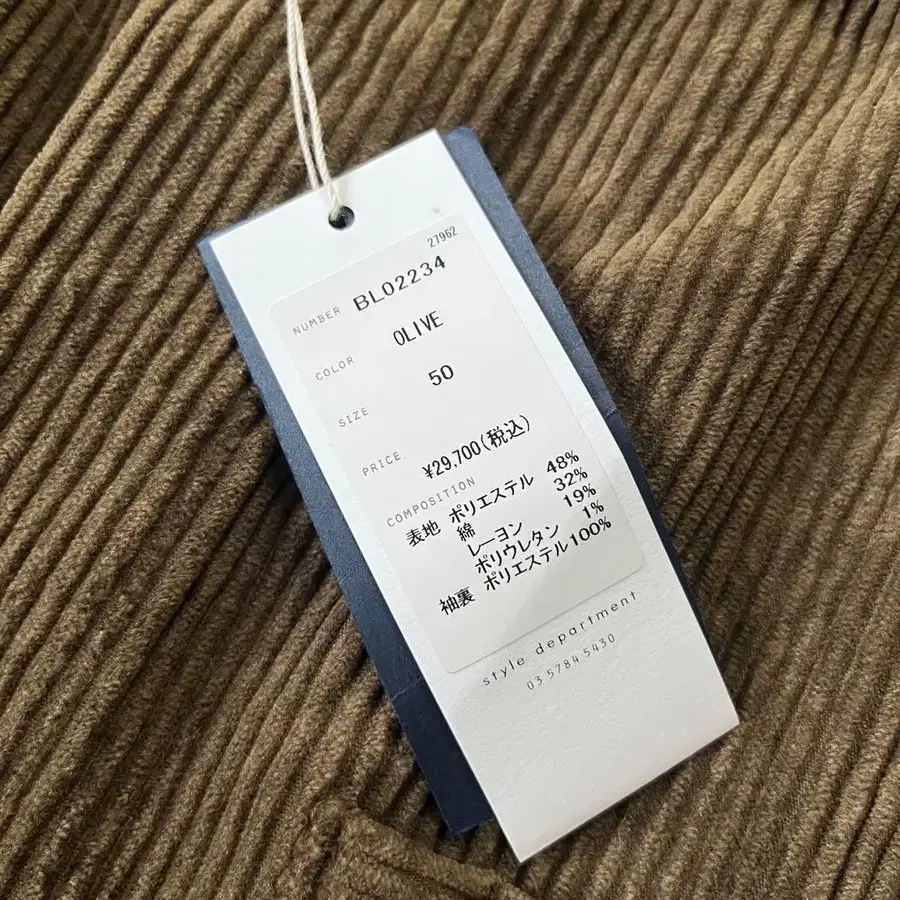 27962
NUMBER BL02234
COLOR OLIVE
SIZE 50
PRICE ¥29,700(税込)
COMPOSITION
表地 ポリエステル 48%
綿 32%
レーヨン 19%
ポリウレタン 1%
袖裏 ポリエステル100%
style department
03 5784 5430